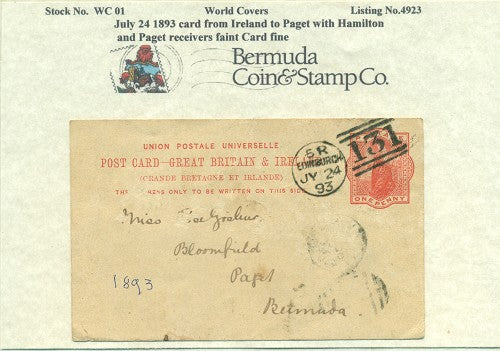 Stock No. WC 01 World Covers Listing No.4923
July 24 1893 card from Ireland to Paget with Hamilton
and Paget receivers faint Card fine
Bermuda
Coin&Stamp Co.
UNION POSTALE UNIVERSELLE
POST CARD-GREAT BRITAIN & IRE
(GRANDE BRETAGNE ET IRLANDE)
ONLY TO BE WRITTEN ON THIS SIDE
5 R
EDINBURGH
JY 24
93
131
ONE PENNY
Miss
Bloomfield
Paget
Bermuda
1893